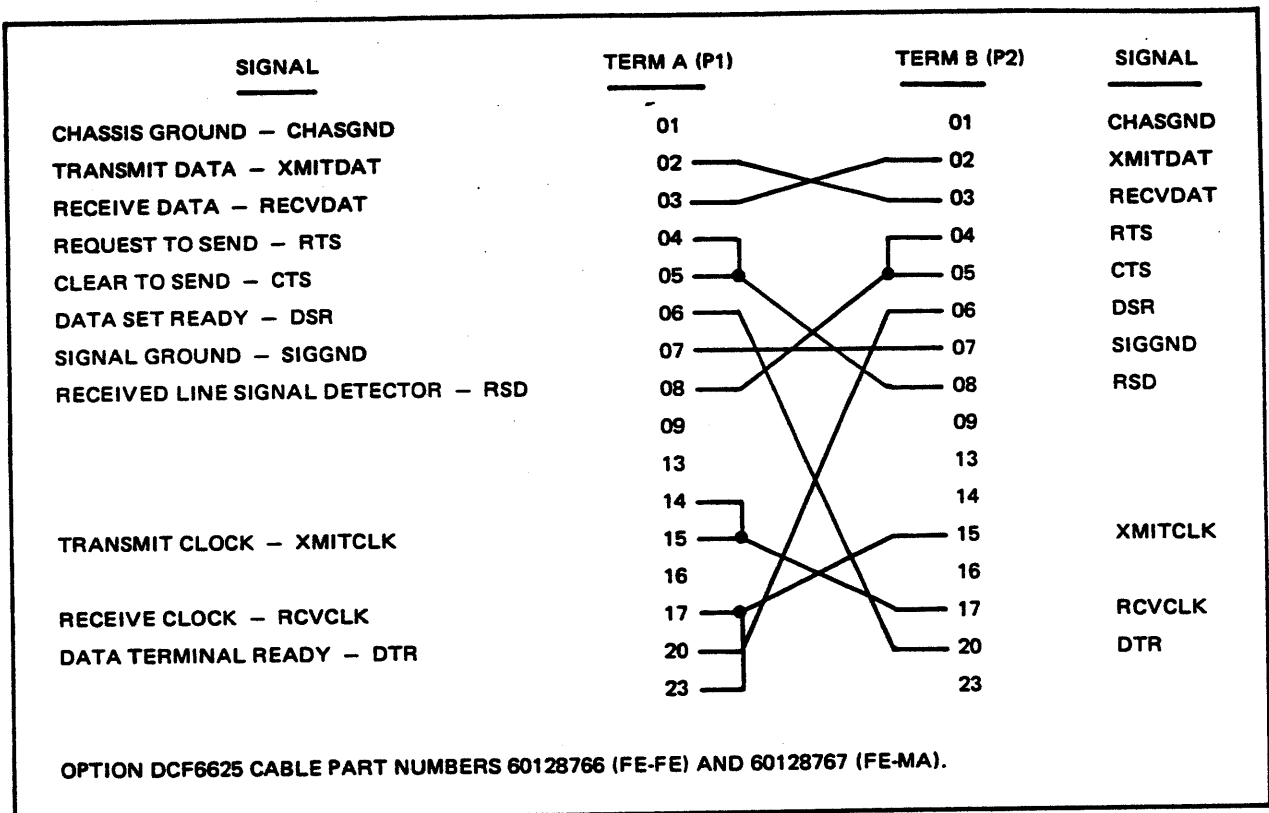 SIGNAL TERM A (P1) TERM B (P2) SIGNAL
CHASSIS GROUND – CHASGND 01 01 CHASGND
TRANSMIT DATA – XMITDAT 02 02 XMITDAT
RECEIVE DATA – RECVDAT 03 03 RECVDAT
REQUEST TO SEND – RTS 04 04 RTS
CLEAR TO SEND – CTS 05 05 CTS
DATA SET READY – DSR 06 06 DSR
SIGNAL GROUND – SIGGND 07 07 SIGGND
RECEIVED LINE SIGNAL DETECTOR – RSD 08 08 RSD
09 09
13 13
14 14
TRANSMIT CLOCK – XMITCLK 15 15 XMITCLK
16 16
RECEIVE CLOCK – RCVCLK 17 17 RCVCLK
DATA TERMINAL READY – DTR 20 20 DTR
23 23
OPTION DCF6625 CABLE PART NUMBERS 60128766 (FE-FE) AND 60128767 (FE-MA).